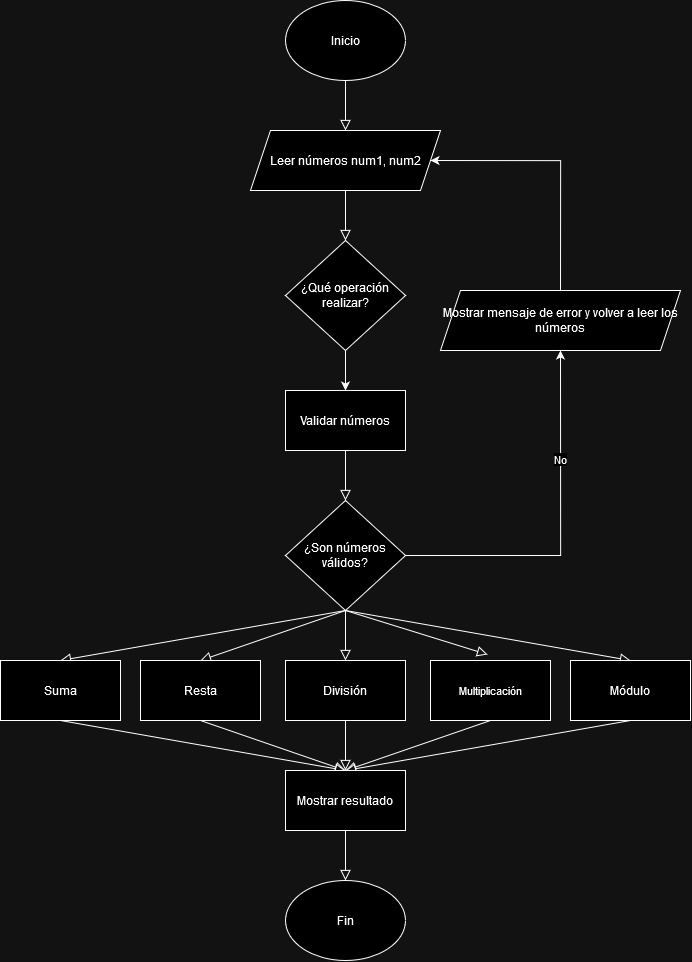 Inicio
Leer números num1, num2
¿Qué operación
realizar?
Mostrar mensaje de error y volver a leer los
números
Validar números
No
¿Son números
válidos?
Suma
Resta
División
Multiplicación
Módulo
Mostrar resultado
Fin